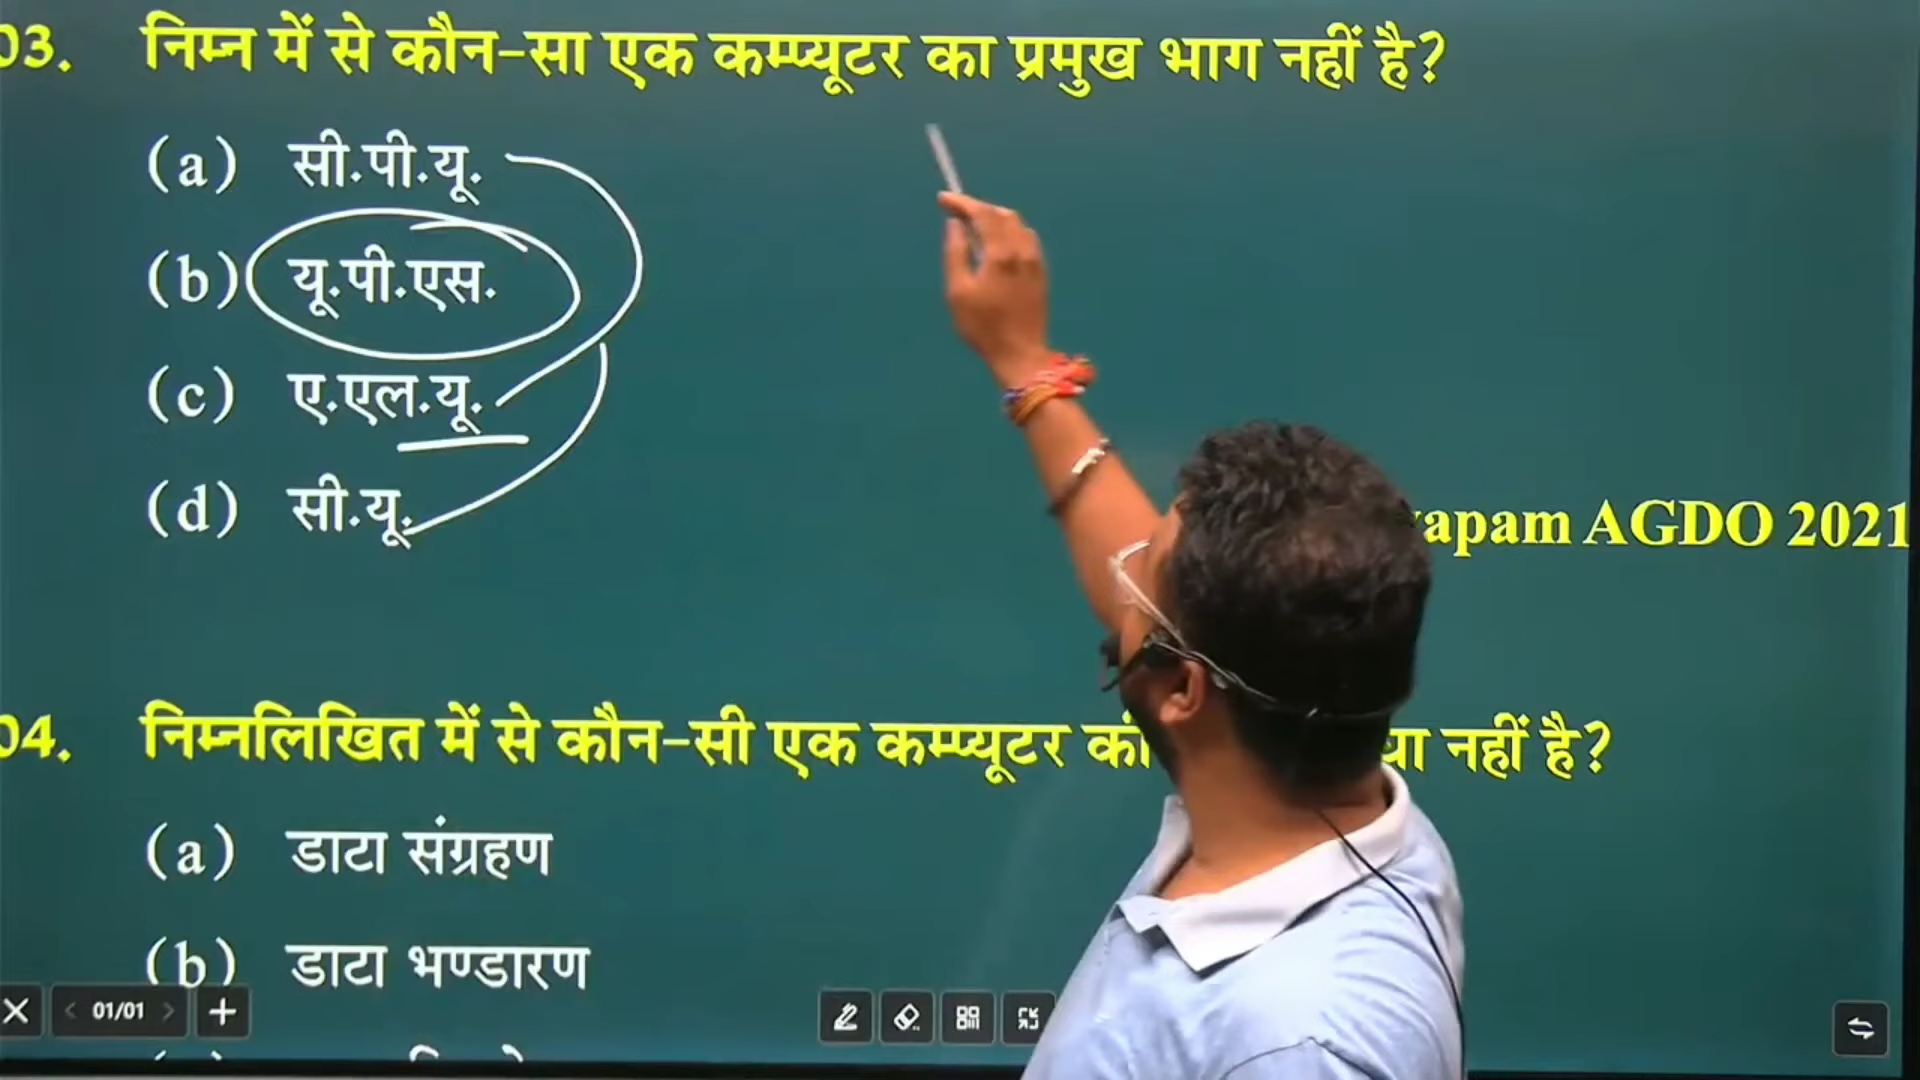 03. निम्न में से कौन-सा एक कम्प्यूटर का प्रमुख भाग नहीं है?
(a) सी.पी.यू.
(b) यू.पी.एस.
(c) ए.एल.यू.
(d) सी.यू.
AGDO 2021
04. निम्नलिखित में से कौन-सी एक कम्प्यूटर नहीं है?
(a) डाटा संग्रहण
(b) डाटा भण्डारण
01/01